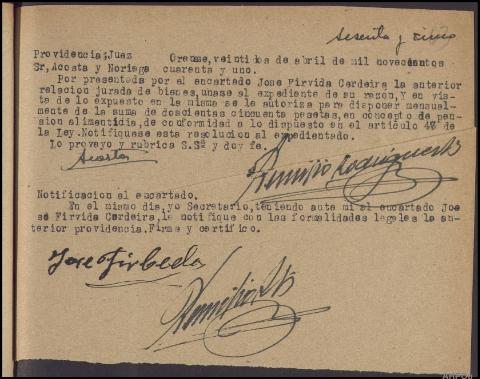 sesenta y cinco
Providencia;Juez Orense,veintidos de abril de mil novecientos
Sr,Acosta y Noriega cuarenta y uno.
Por presentada por el encartado Jose Firvida Cerdeira la anterior
relacion jurada de bienes,unase al expediente de su razon,Y en vis-
ta de lo expuesto en la misma se le autoriza para disponer mensual-
mente de la suma de doscientas cincuenta pesetas,en concepto de pen-
sion alimenticia,de conformidad a lo dispuesto en el articulo 47 de
la Ley.Notifiquese esta resolucion al expedientado.
Lo proveyo y rubrica S.Sª y doy fe.
Acosta
Remigio
Notificacion al encartado.
En el mismo dia,yo Secretario,teniendo ante mi al encartado Jo-
se Firvida Cerdeira,le notifique con las formalidades legales la an-
terior providencia.Firma y certifico.
Jose Firbeda
Remigio